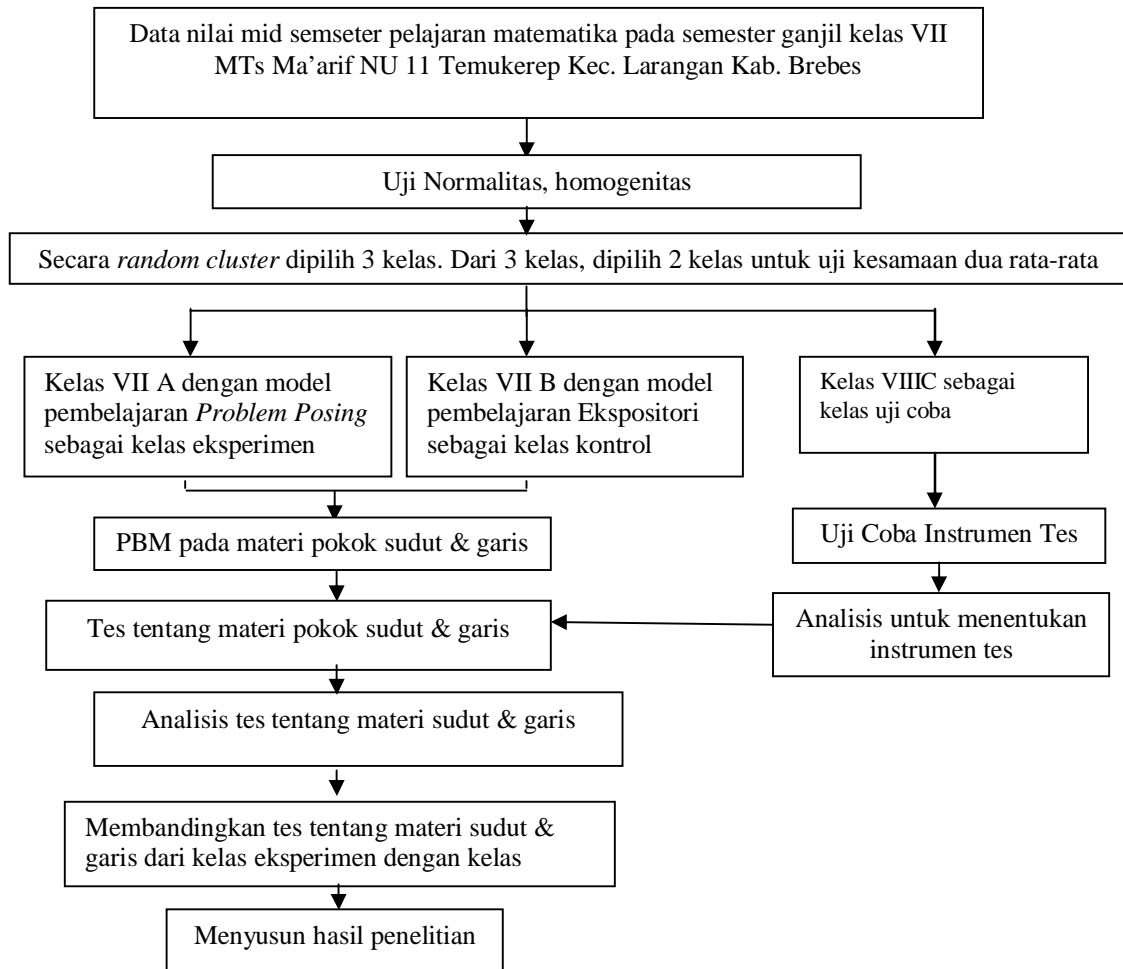 Data nilai mid semseter pelajaran matematika pada semester ganjil kelas VII
MTs Ma’arif NU 11 Temukerep Kec. Larangan Kab. Brebes
Uji Normalitas, homogenitas
Secara random cluster dipilih 3 kelas. Dari 3 kelas, dipilih 2 kelas untuk uji kesamaan dua rata-rata
Kelas VII A dengan model
pembelajaran Problem Posing
sebagai kelas eksperimen
Kelas VII B dengan model
pembelajaran Ekspositori
sebagai kelas kontrol
Kelas VIIIC sebagai
kelas uji coba
PBM pada materi pokok sudut & garis
Uji Coba Instrumen Tes
Tes tentang materi pokok sudut & garis
Analisis untuk menentukan
instrumen tes
Analisis tes tentang materi sudut & garis
Membandingkan tes tentang materi sudut &
garis dari kelas eksperimen dengan kelas
Menyusun hasil penelitian